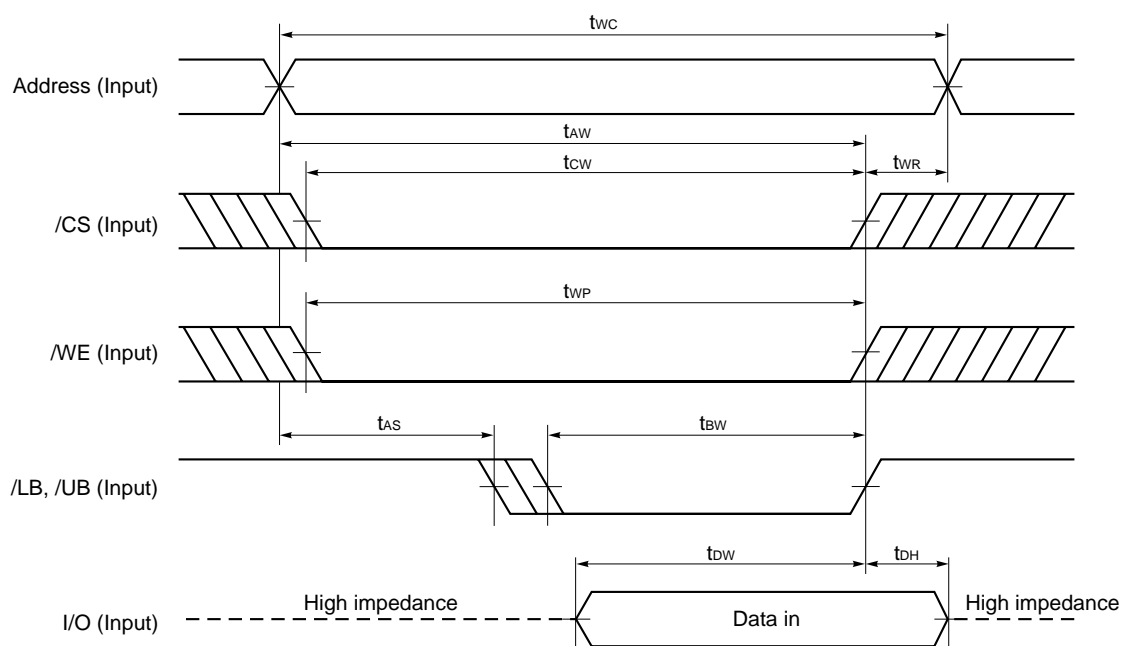 tWC
Address (Input)
tAW
tCW
tWR
/CS (Input)
tWP
/WE (Input)
tAS
tBW
/LB, /UB (Input)
tDW
tDH
High impedance
Data in
High impedance
I/O (Input)